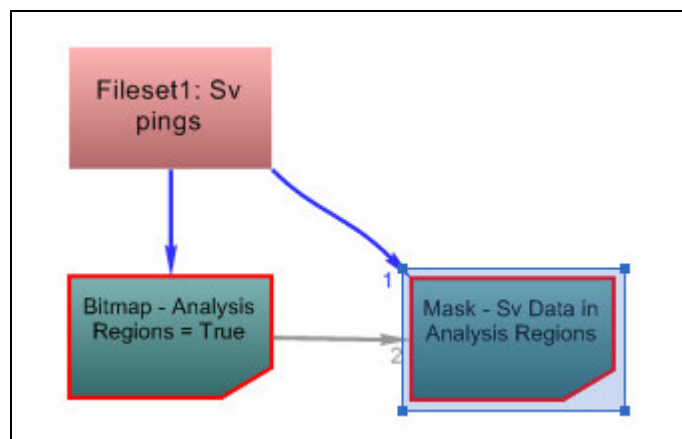 Fileset1: Sv
pings
1
Bitmap - Analysis
Regions = True
2
Mask - Sv Data in
Analysis Regions